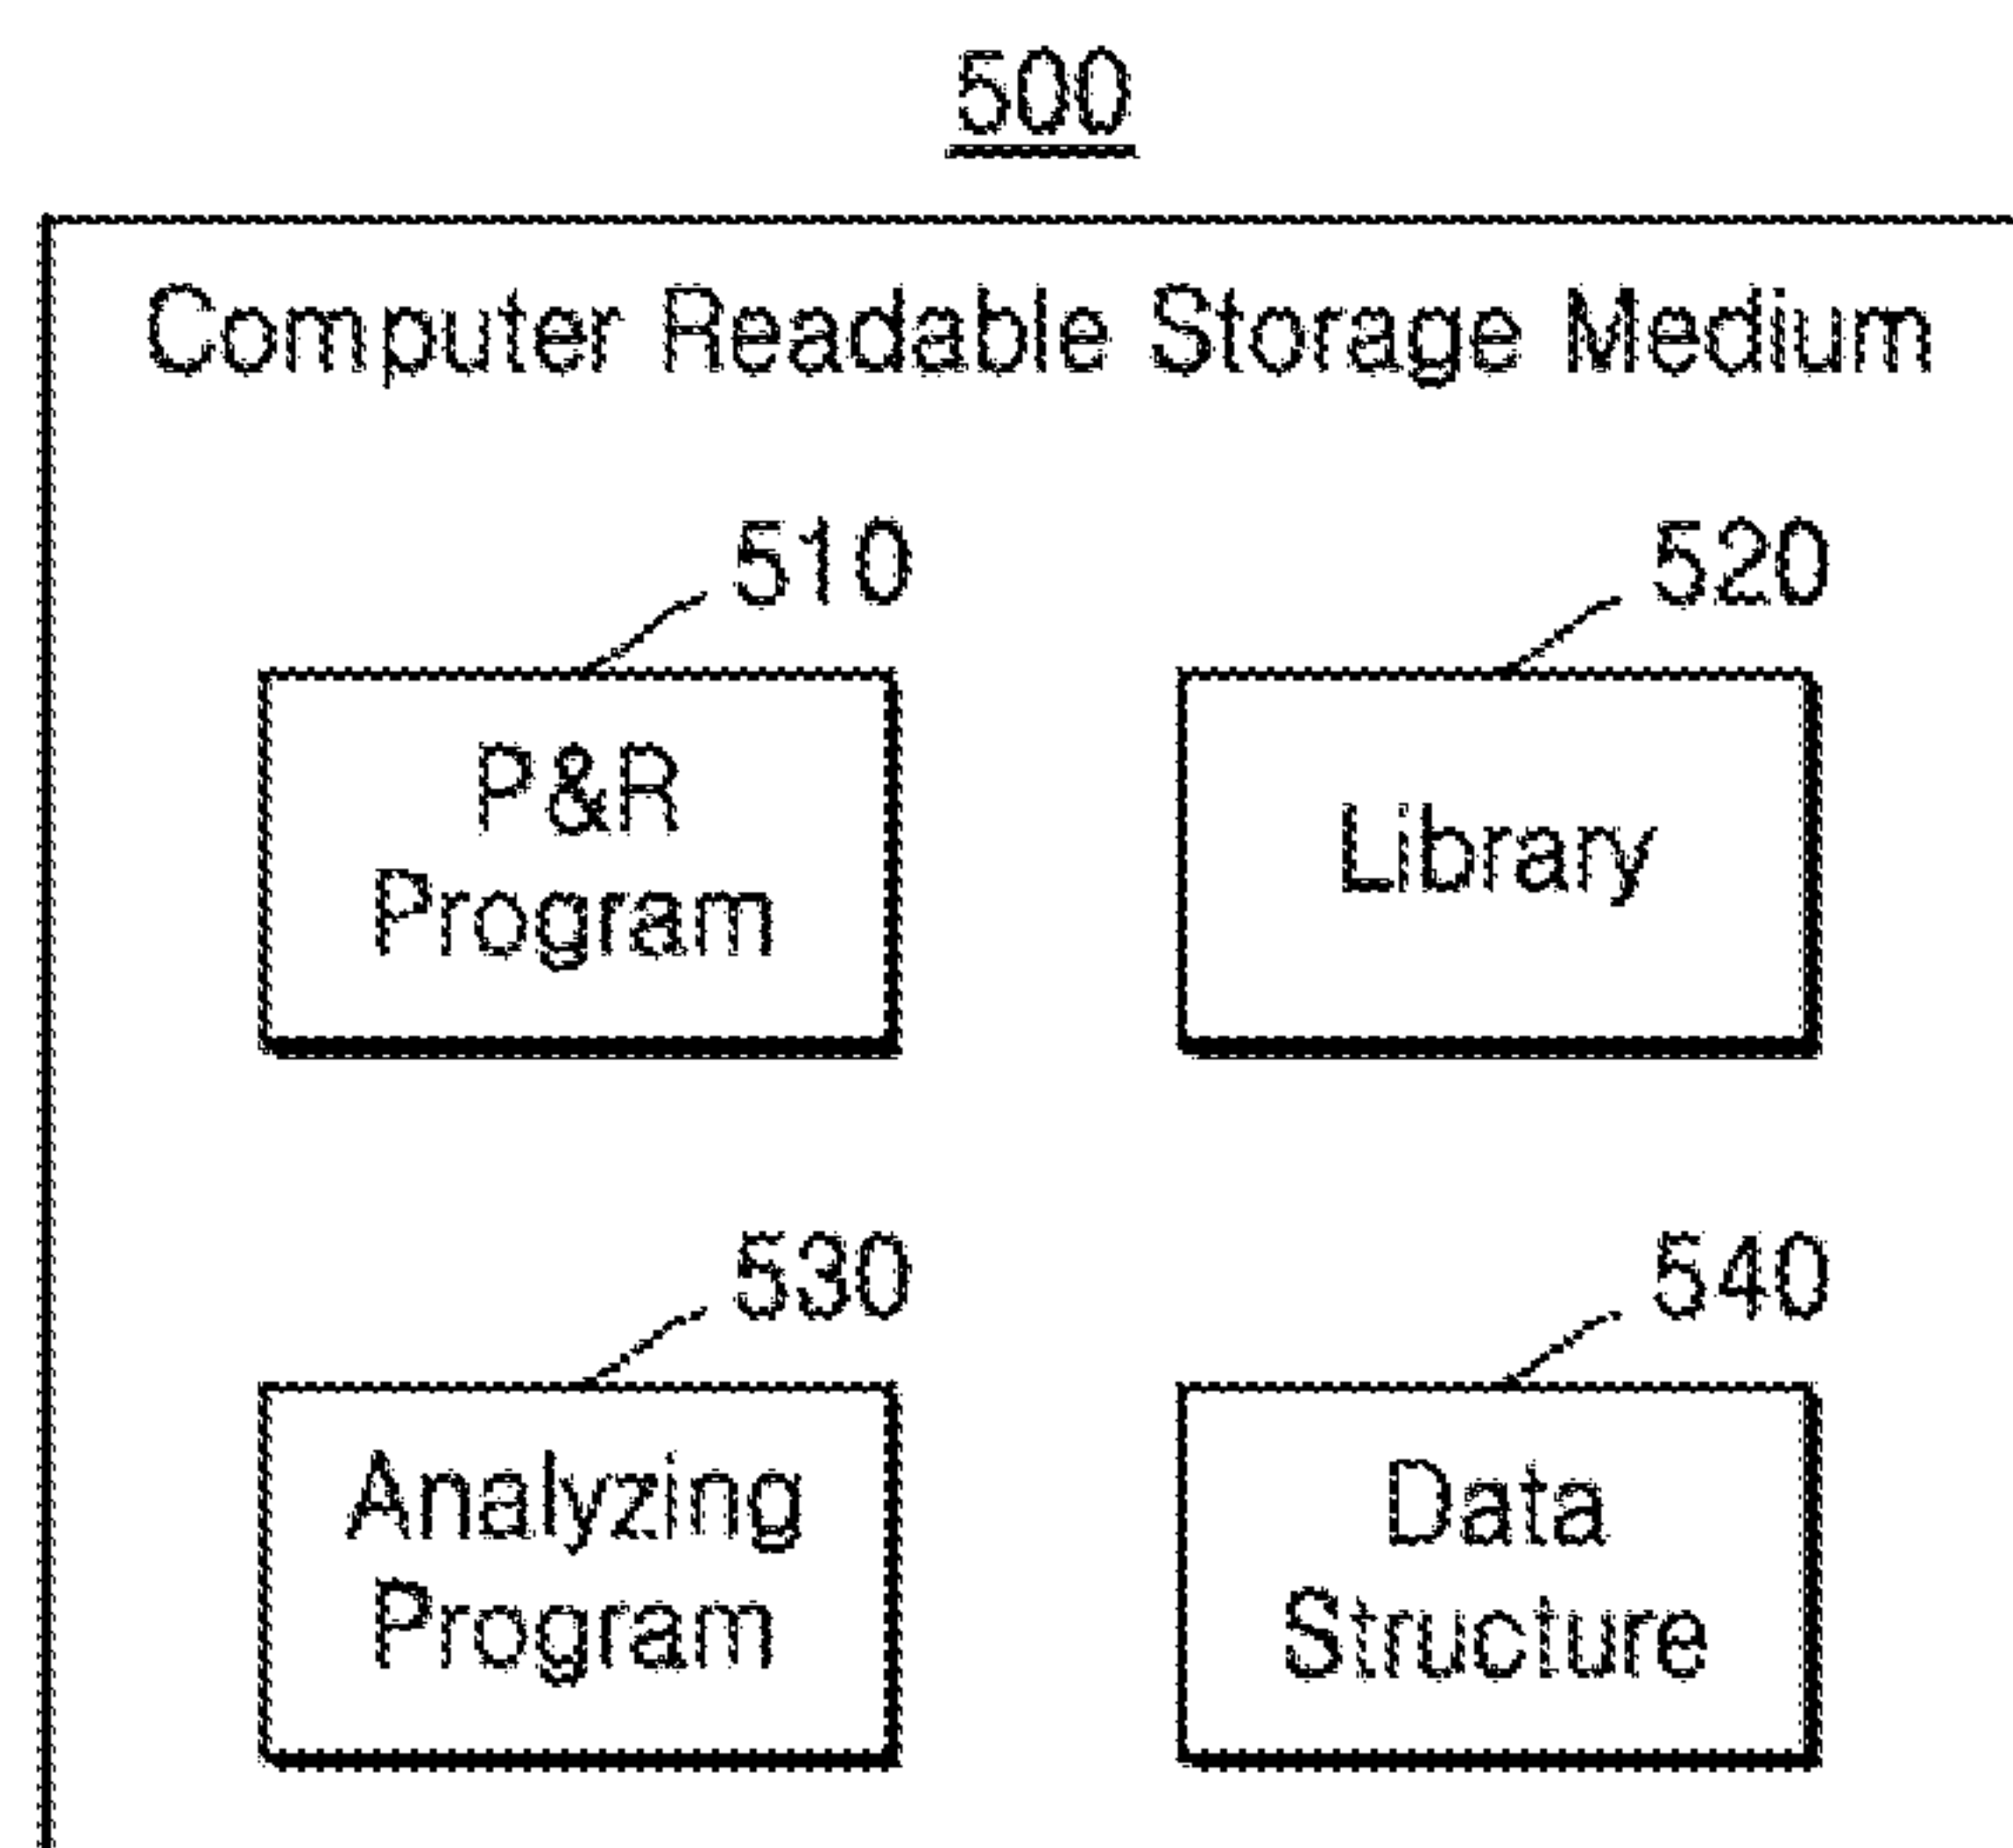 500
Computer Readable Storage Medium
510
520
P&R
Program
Library
530
540
Analyzing
Program
Data
Structure